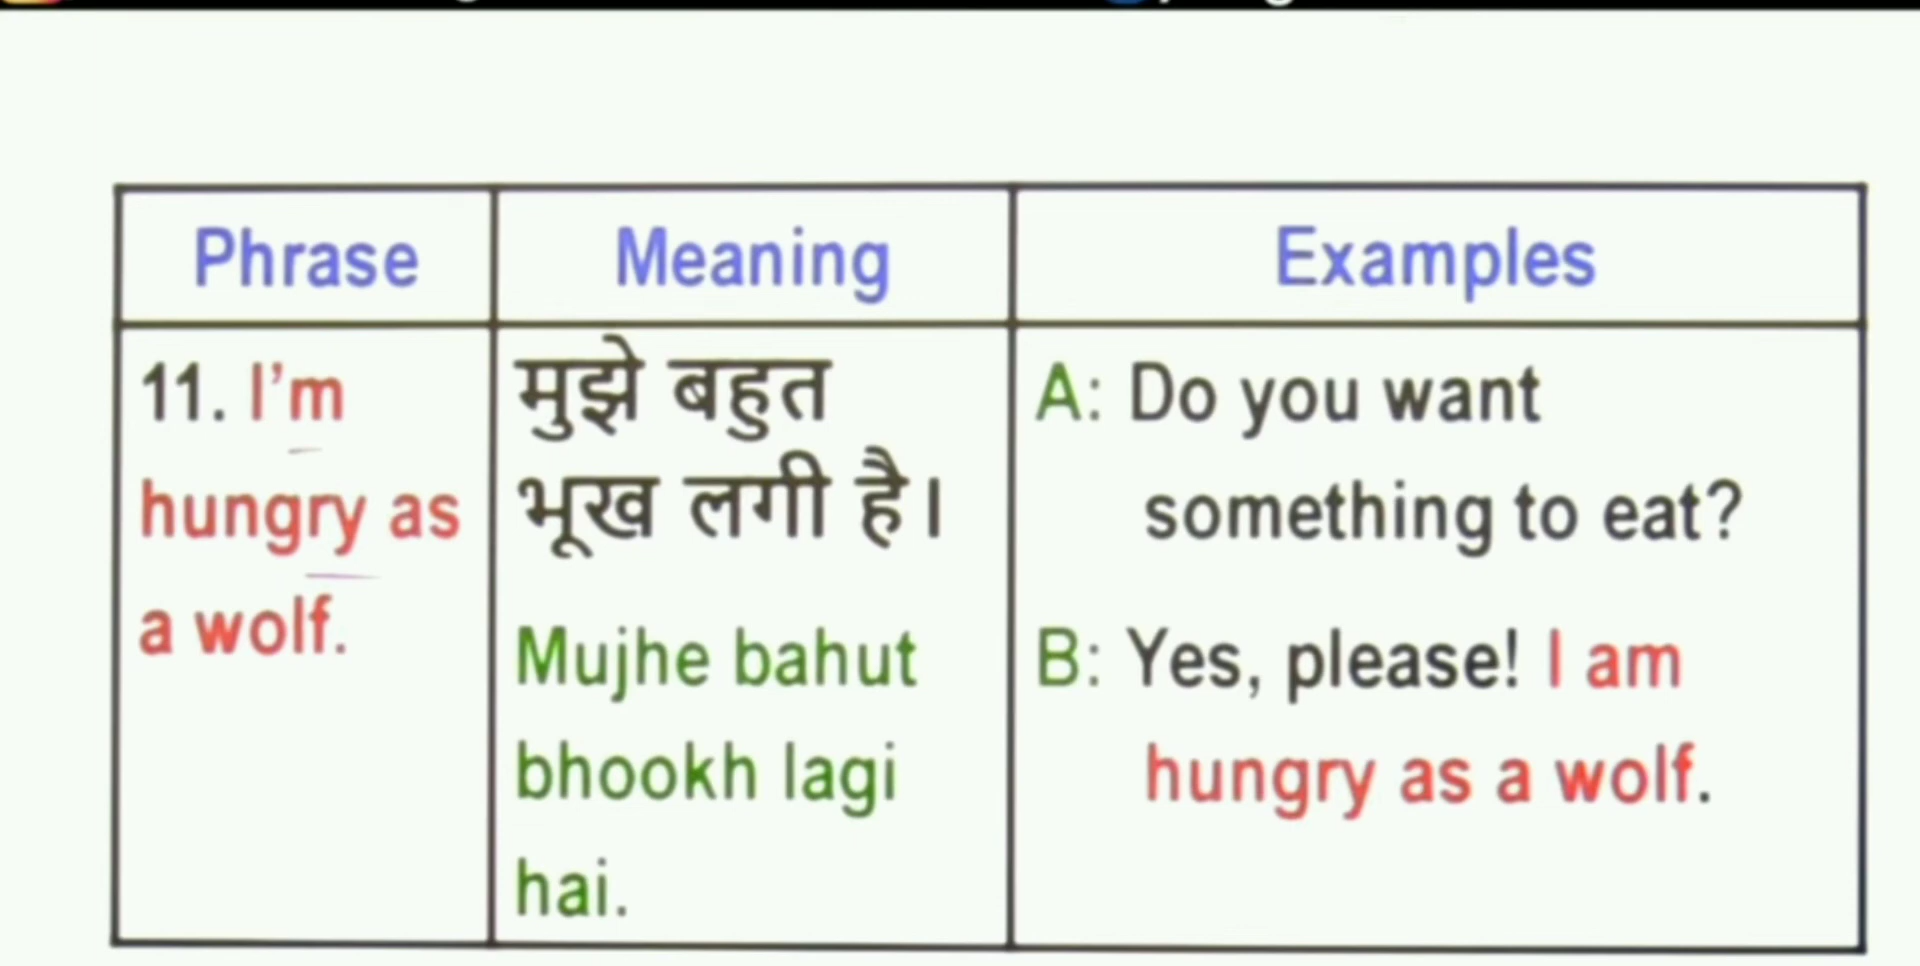 Phrase
Meaning
Examples
11. I'm
hungry as
a wolf.
मुझे बहुत
भूख लगी है।
Mujhe bahut
bhookh lagi
hai.
A: Do you want
something to eat?
B: Yes, please! I am
hungry as a wolf.